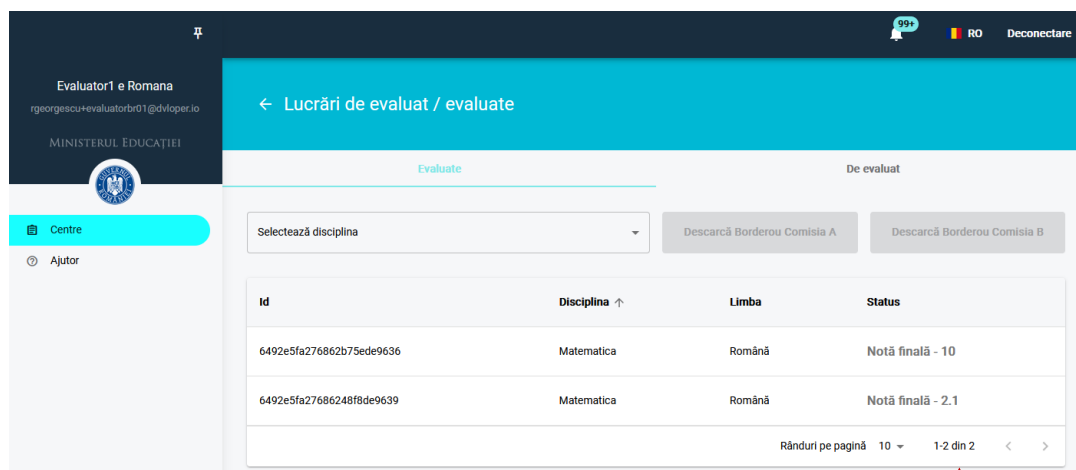 99+
RO
Deconectare
Evaluator1 e Romana
rgeorgescu+evaluatorbr01@dvloper.io
Ministerul Educației
← Lucrări de evaluat / evaluate
Evaluate
De evaluat
Centre
Ajutor
Selectează disciplina
Descarcă Borderou Comisia A
Descarcă Borderou Comisia B
Id Disciplina ↑ Limba Status
6492e5fa276862b75ede9636 Matematica Română Notă finală - 10
6492e5fa27686248f8de9639 Matematica Română Notă finală - 2.1
Rânduri pe pagină 10 1-2 din 2 < >